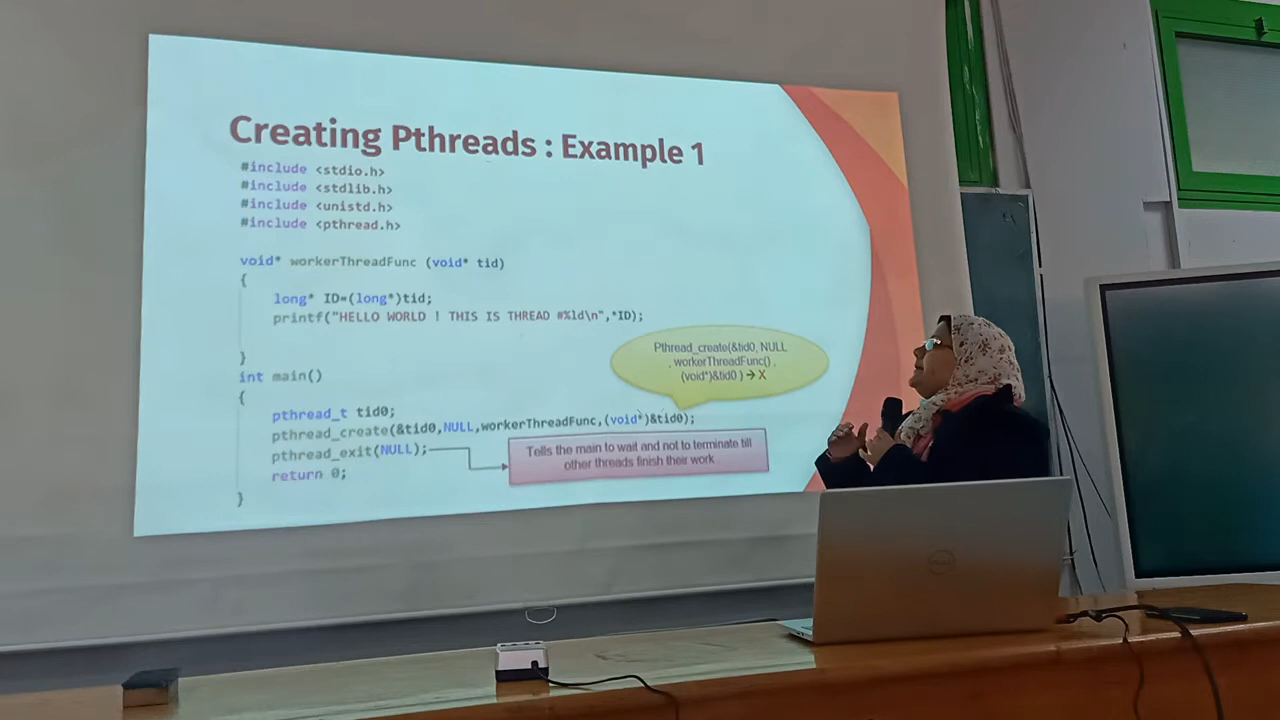 Creating Pthreads : Example 1
#include <stdio.h>
#include <stdlib.h>
#include <unistd.h>
#include <pthread.h>
void* workerThreadFunc (void* tid)
{
long* ID=(long*)tid;
printf("HELLO WORLD ! THIS IS THREAD #%ld\n",*ID);
}
int main()
{
pthread_t tid0;
pthread_create(&tid0,NULL,workerThreadFunc,(void*)&tid0);
pthread_exit(NULL);
return 0;
}
Pthread_create(&tid0, NULL
, workerThreadFunc() ,
(void*)&tid0 ) → X
Tells the main to wait and not to terminate till
other threads finish their work
DELL